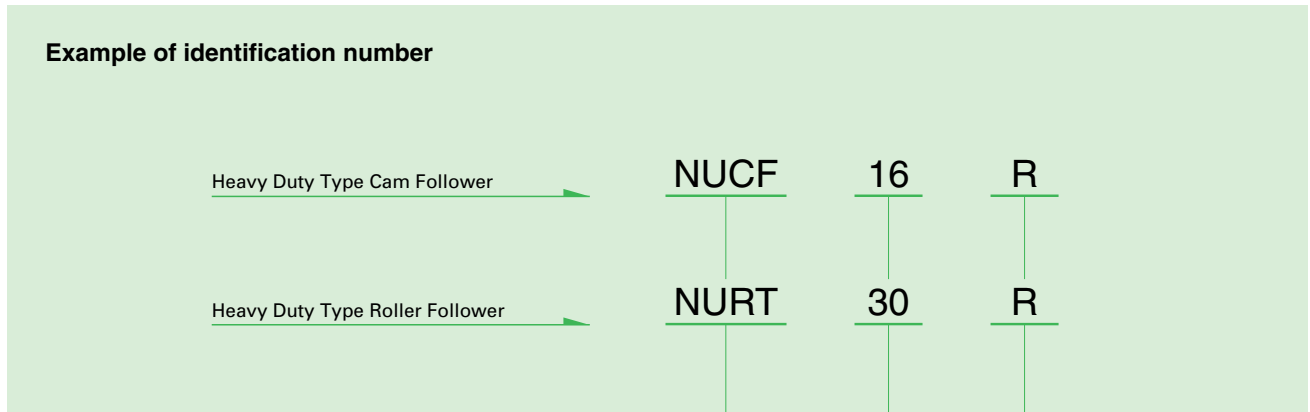 Example of identification number
Heavy Duty Type Cam Follower NUCF 16 R
Heavy Duty Type Roller Follower NURT 30 R